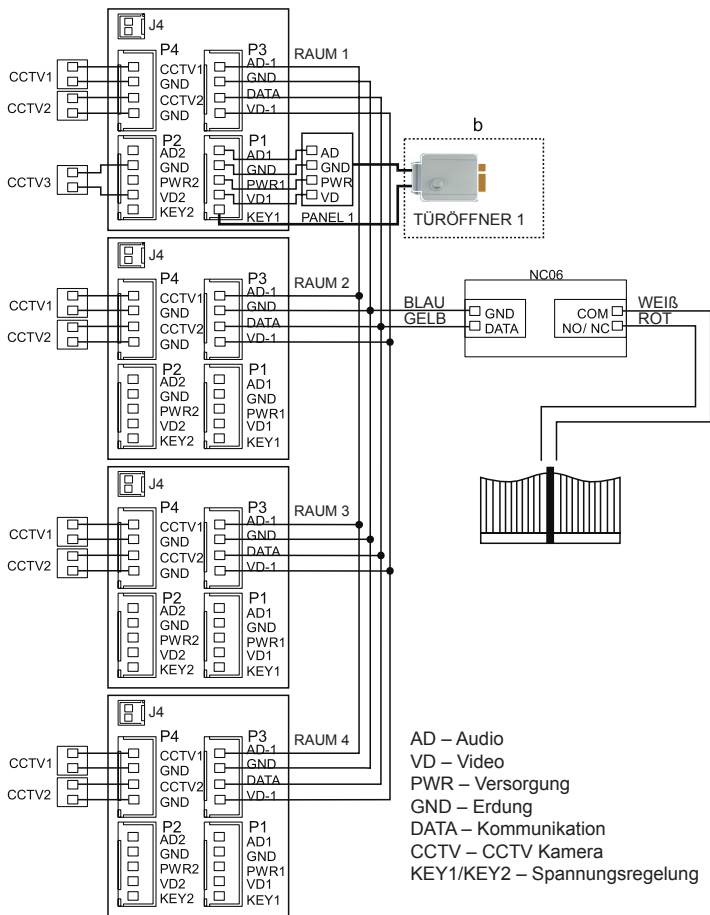 J4
P4
P3
RAUM 1
CCTV1
CCTV1
AD-1
GND
GND
CCTV2
CCTV2
DATA
GND
VD-1
P2
P1
AD2
AD1
AD
GND
GND
GND
CCTV3
PWR2
PWR1
PWR
VD2
VD1
VD
KEY2
KEY1
PANEL 1
b
TÜRÖFFNER 1
J4
P4
P3
RAUM 2
CCTV1
CCTV1
AD-1
GND
GND
CCTV2
CCTV2
DATA
GND
VD-1
P2
P1
AD2
AD1
GND
GND
PWR2
PWR1
VD2
VD1
KEY2
KEY1
NC06
BLAU
GND
COM
WEIß
GELB
DATA
NO/ NC
ROT
J4
P4
P3
RAUM 3
CCTV1
CCTV1
AD-1
GND
GND
CCTV2
CCTV2
DATA
GND
VD-1
P2
P1
AD2
AD1
GND
GND
PWR2
PWR1
VD2
VD1
KEY2
KEY1
J4
P4
P3
RAUM 4
CCTV1
CCTV1
AD-1
GND
GND
CCTV2
CCTV2
DATA
GND
VD-1
P2
P1
AD2
AD1
GND
GND
PWR2
PWR1
VD2
VD1
KEY2
KEY1
AD – Audio
VD – Video
PWR – Versorgung
GND – Erdung
DATA – Kommunikation
CCTV – CCTV Kamera
KEY1/KEY2 – Spannungsregelung